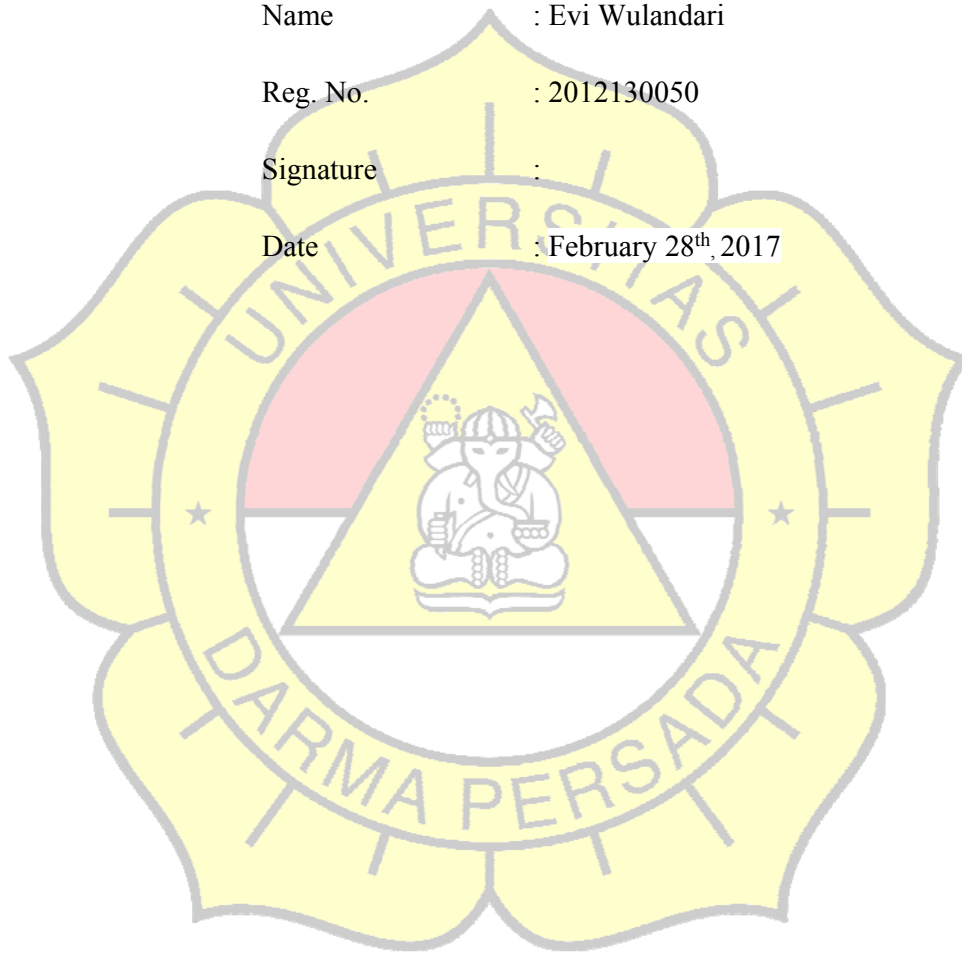 Name : Evi Wulandari
Reg. No. : 2012130050
Signature :
Date : February 28th, 2017
UNIVERSITAS
DARMA PERSADA